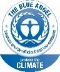 THE BLUE ANGEL
protects the
CLIMATE